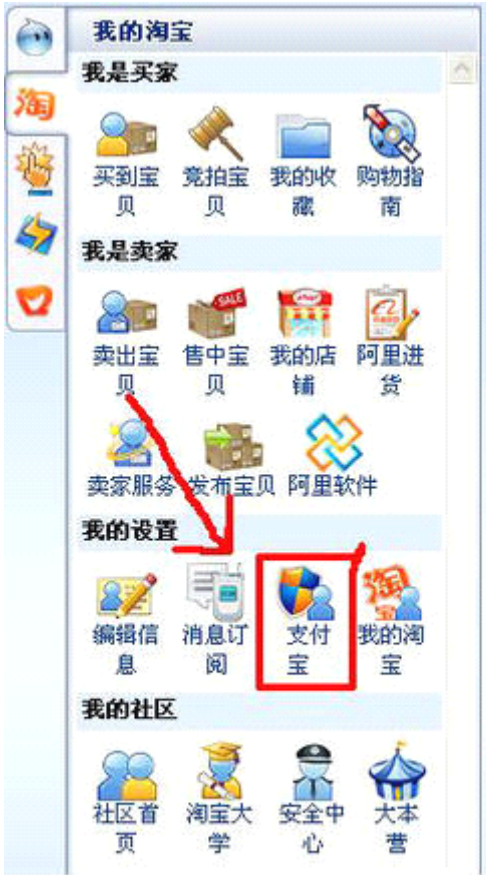 我的淘宝
我是买家
淘
买到宝贝
竞拍宝贝
我的收藏
购物指南
我是卖家
SALE
shop!
卖出宝贝
售中宝贝
我的店铺
阿里进货
卖家服务
发布宝贝
阿里软件
我的设置
淘
编辑信息
消息订阅
支付宝
我的淘宝
我的社区
社区首页
淘宝大学
安全中心
大本营